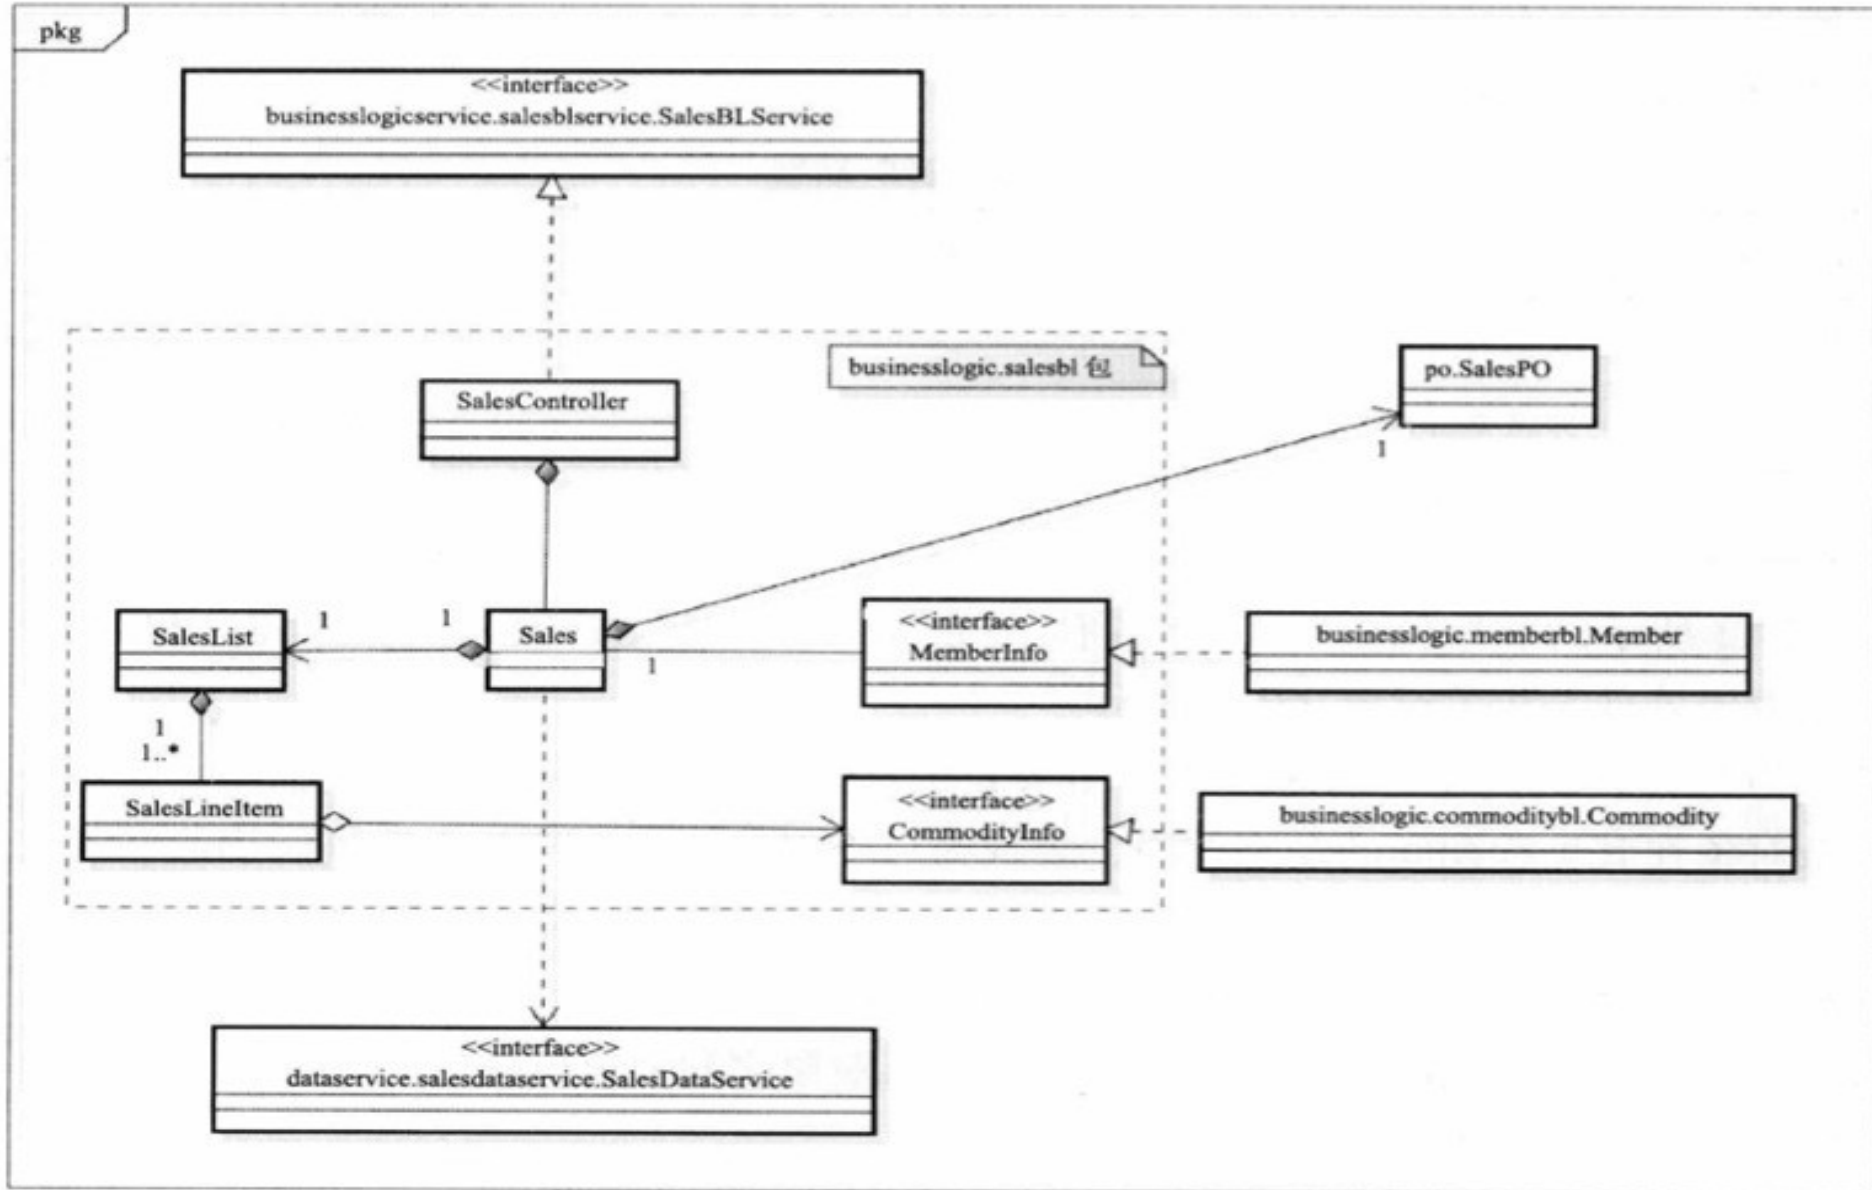 pkg
<<interface>>
businesslogicservice.salesblservice.SalesBLService
businesslogic.salesbl 包
po.SalesPO
SalesController
1
1
1
SalesList
Sales
1
<<interface>>
MemberInfo
businesslogic.memberbl.Member
1
1..*
SalesLineItem
<<interface>>
CommodityInfo
businesslogic.commoditybl.Commodity
<<interface>>
dataservice.salesdataservice.SalesDataService